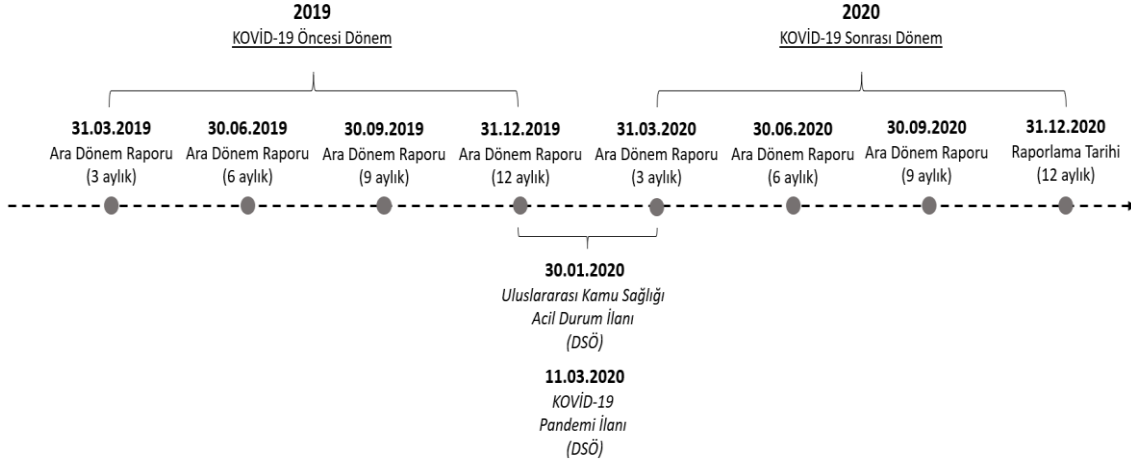 2019
KOVİD-19 Öncesi Dönem
2020
KOVİD-19 Sonrası Dönem
31.03.2019
Ara Dönem Raporu
(3 aylık)
30.06.2019
Ara Dönem Raporu
(6 aylık)
30.09.2019
Ara Dönem Raporu
(9 aylık)
31.12.2019
Ara Dönem Raporu
(12 aylık)
31.03.2020
Ara Dönem Raporu
(3 aylık)
30.06.2020
Ara Dönem Raporu
(6 aylık)
30.09.2020
Ara Dönem Raporu
(9 aylık)
31.12.2020
Raporlama Tarihi
(12 aylık)
30.01.2020
Uluslararası Kamu Sağlığı
Acil Durum İlanı
(DSÖ)
11.03.2020
KOVİD-19
Pandemi İlanı
(DSÖ)